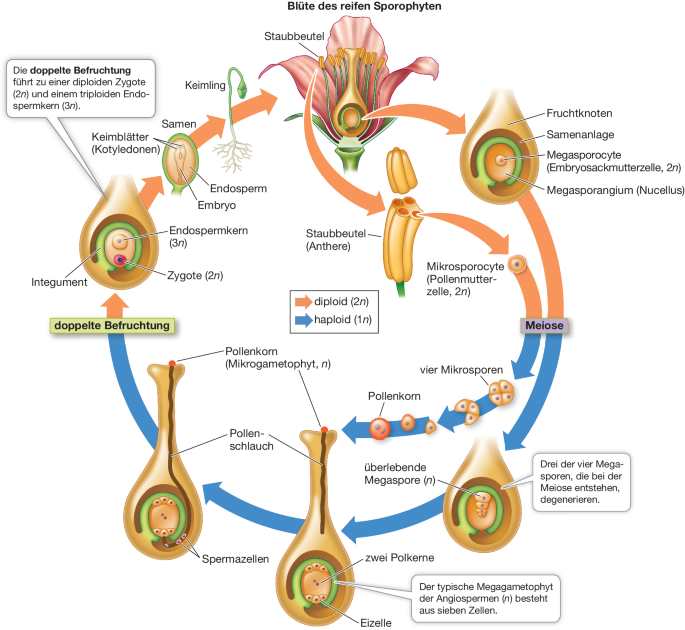 Blüte des reifen Sporophyten
Staubbeutel
Die doppelte Befruchtung
führt zu einer diploiden Zygote
(2n) und einem triploiden Endo-
spermkern (3n).
Keimling
Samen
Keimblätter
(Kotyledonen)
Endosperm
Embryo
Fruchtknoten
Samenanlage
Megasporocyte
(Embryosackmutterzelle, 2n)
Megasporangium (Nucellus)
Staubbeutel
(Anthere)
Mikrosporocyte
(Pollenmutter-
zelle, 2n)
Endospermkern
(3n)
Integument
Zygote (2n)
diploid (2n)
haploid (1n)
doppelte Befruchtung
Meiose
Pollenkorn
(Mikrogametophyt, n)
vier Mikrosporen
Pollenkorn
Pollen-
schlauch
überlebende
Megaspore (n)
Drei der vier Mega-
sporen, die bei der
Meiose entstehen,
degenerieren.
Spermazellen
zwei Polkerne
Der typische Megagametophyt
der Angiospermen (n) besteht
aus sieben Zellen.
Eizelle